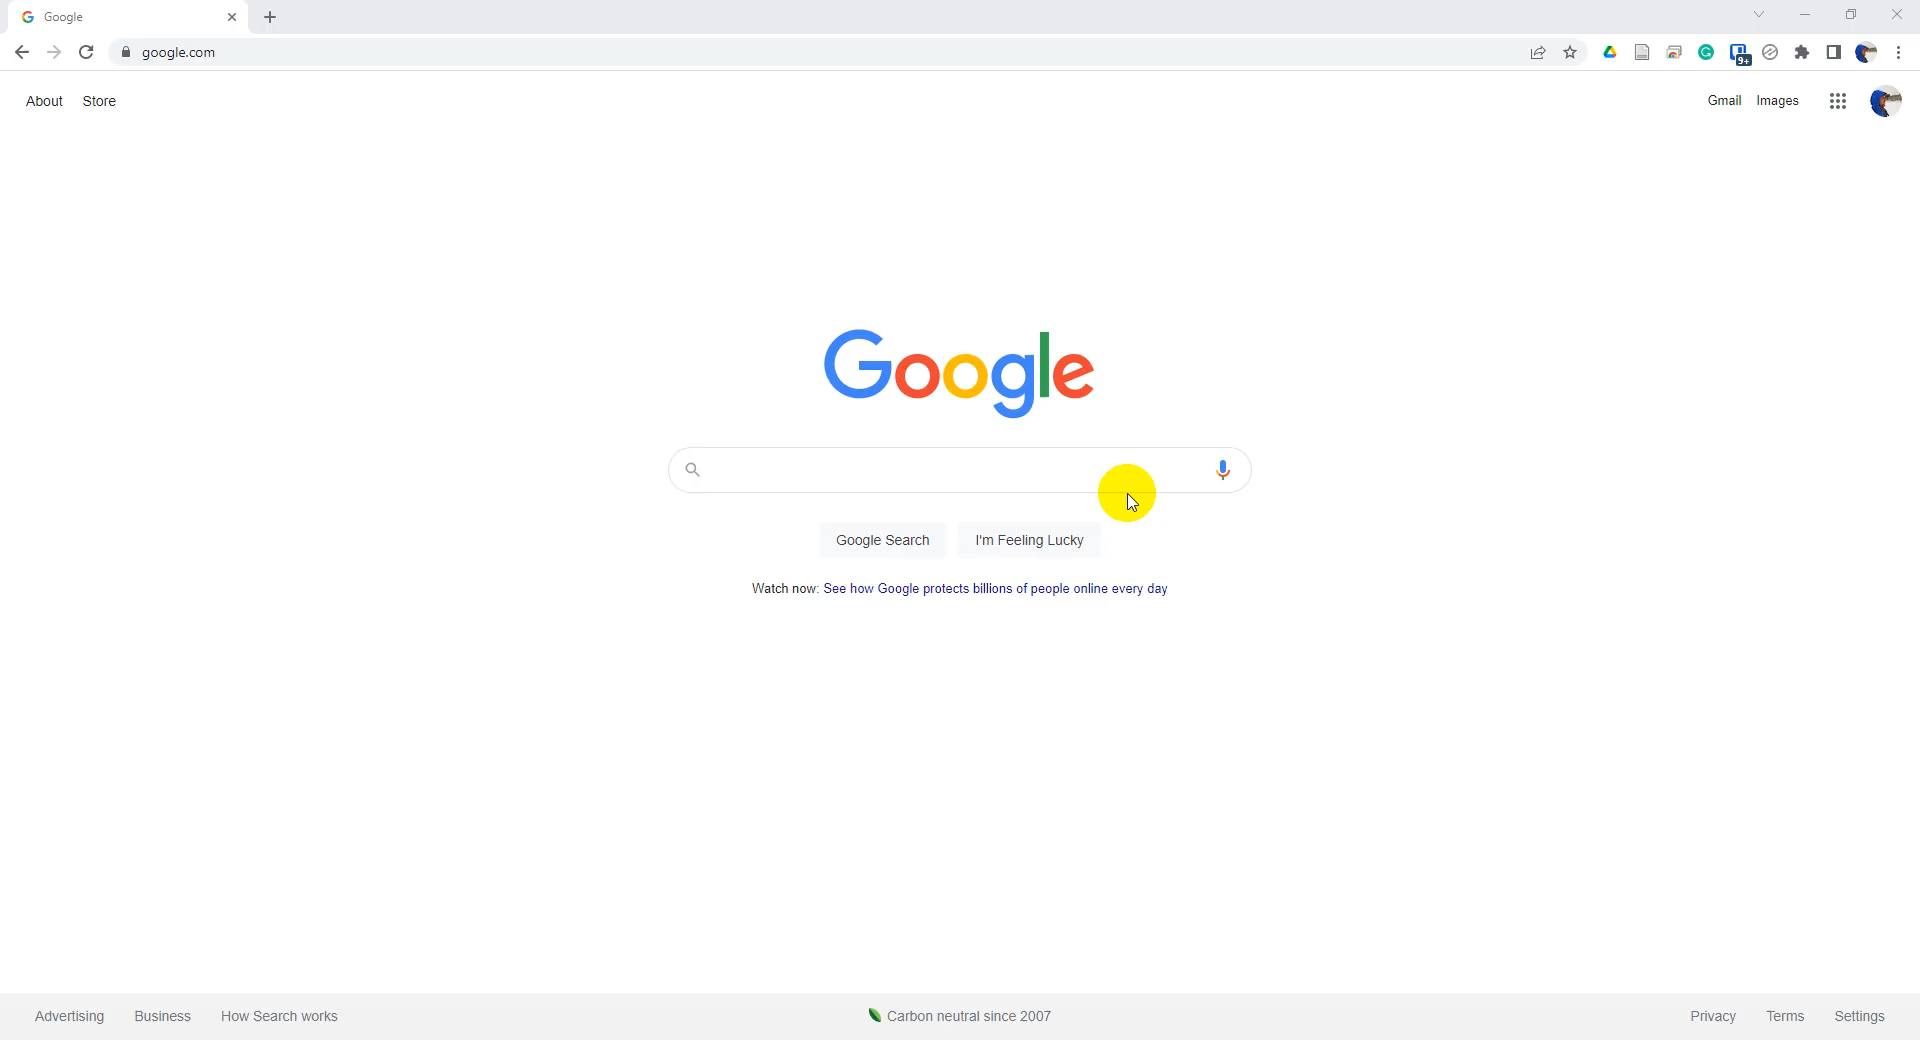 Google
google.com
9+
About Store
Gmail Images
Google
Google Search I'm Feeling Lucky
Watch now: See how Google protects billions of people online every day
Advertising Business How Search works
Carbon neutral since 2007
Privacy Terms Settings